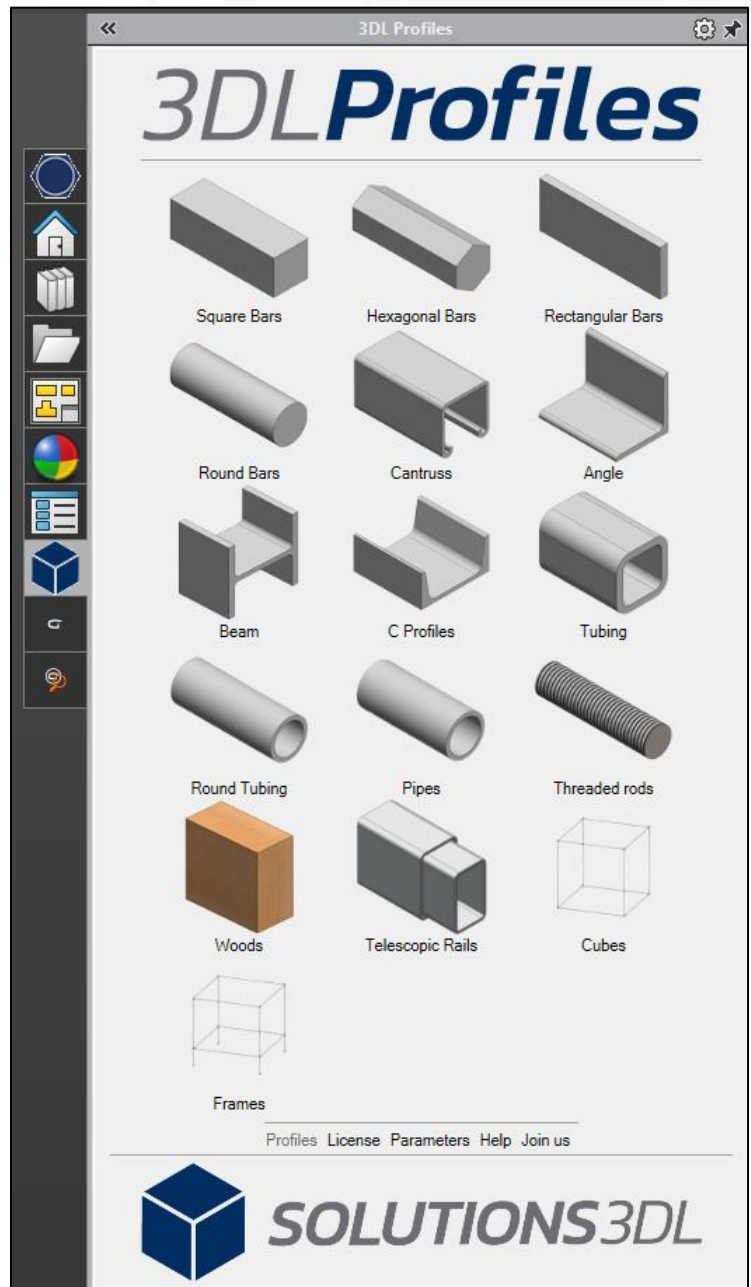 3DL Profiles
3DLProfiles
Square Bars Hexagonal Bars Rectangular Bars
Round Bars Cantruss Angle
Beam C Profiles Tubing
Round Tubing Pipes Threaded rods
Woods Telescopic Rails Cubes
Frames
Profiles License Parameters Help Join us
SOLUTIONS3DL